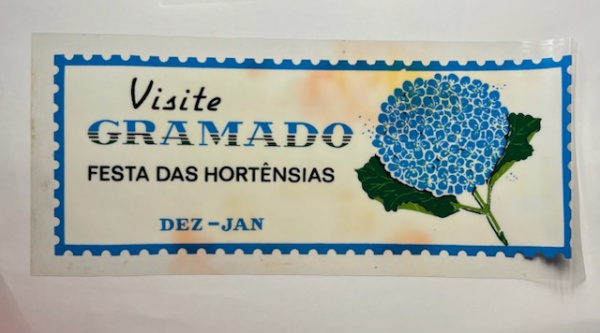 Visite
GRAMADO
FESTA DAS HORTÊNSIAS
DEZ-JAN